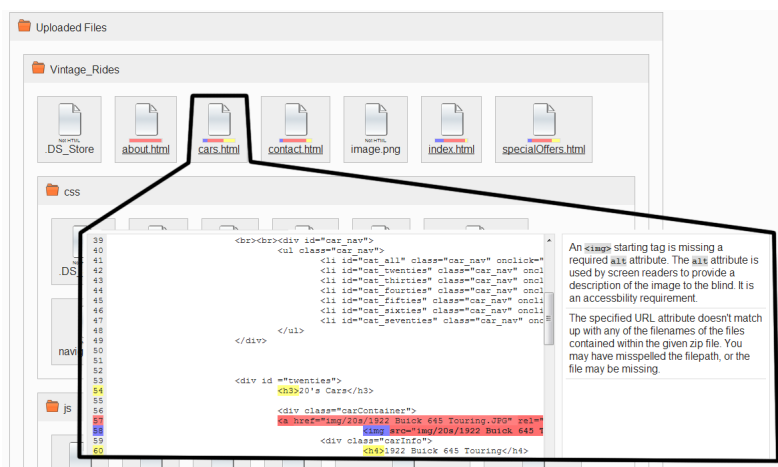 Uploaded Files
Vintage_Rides
Not HTML
.DS_Store
about.html
cars.html
contact.html
Not HTML
image.png
index.html
specialOffers.html
css
.DS_
navig
js
39 <br><br><div id="car_nav">
40 <ul class="car_nav">
41 <li id="cat_all" class="car_nav" onclick="
42 <li id="cat_twenties" class="car_nav" oncl
43 <li id="cat_thirties" class="car_nav" oncl
44 <li id="cat_fourties" class="car_nav" oncl
45 <li id="cat_fifties" class="car_nav" oncli
46 <li id="cat_sixties" class="car_nav" oncli
47 <li id="cat_seventies" class="car_nav" onc
48 </ul>
49 </div>
50
51
52
53 <div id ="twenties">
54 <h3>20's Cars</h3>
55
56 <div class="carContainer">
57 <a href="img/20s/1922 Buick 645 Touring.JPG" rel="
58 <img src="img/20s/1922 Buick 645 T
59 <div class="carInfo">
60 <h4>1922 Buick 645 Touring</h4>
An <img> starting tag is missing a
required alt attribute. The alt attribute is
used by screen readers to provide a
description of the image to the blind. It is
an accessbility requirement.
The specified URL attribute doesn't match
up with any of the filenames of the files
contained within the given zip file. You
may have misspelled the filepath, or the
file may be missing.